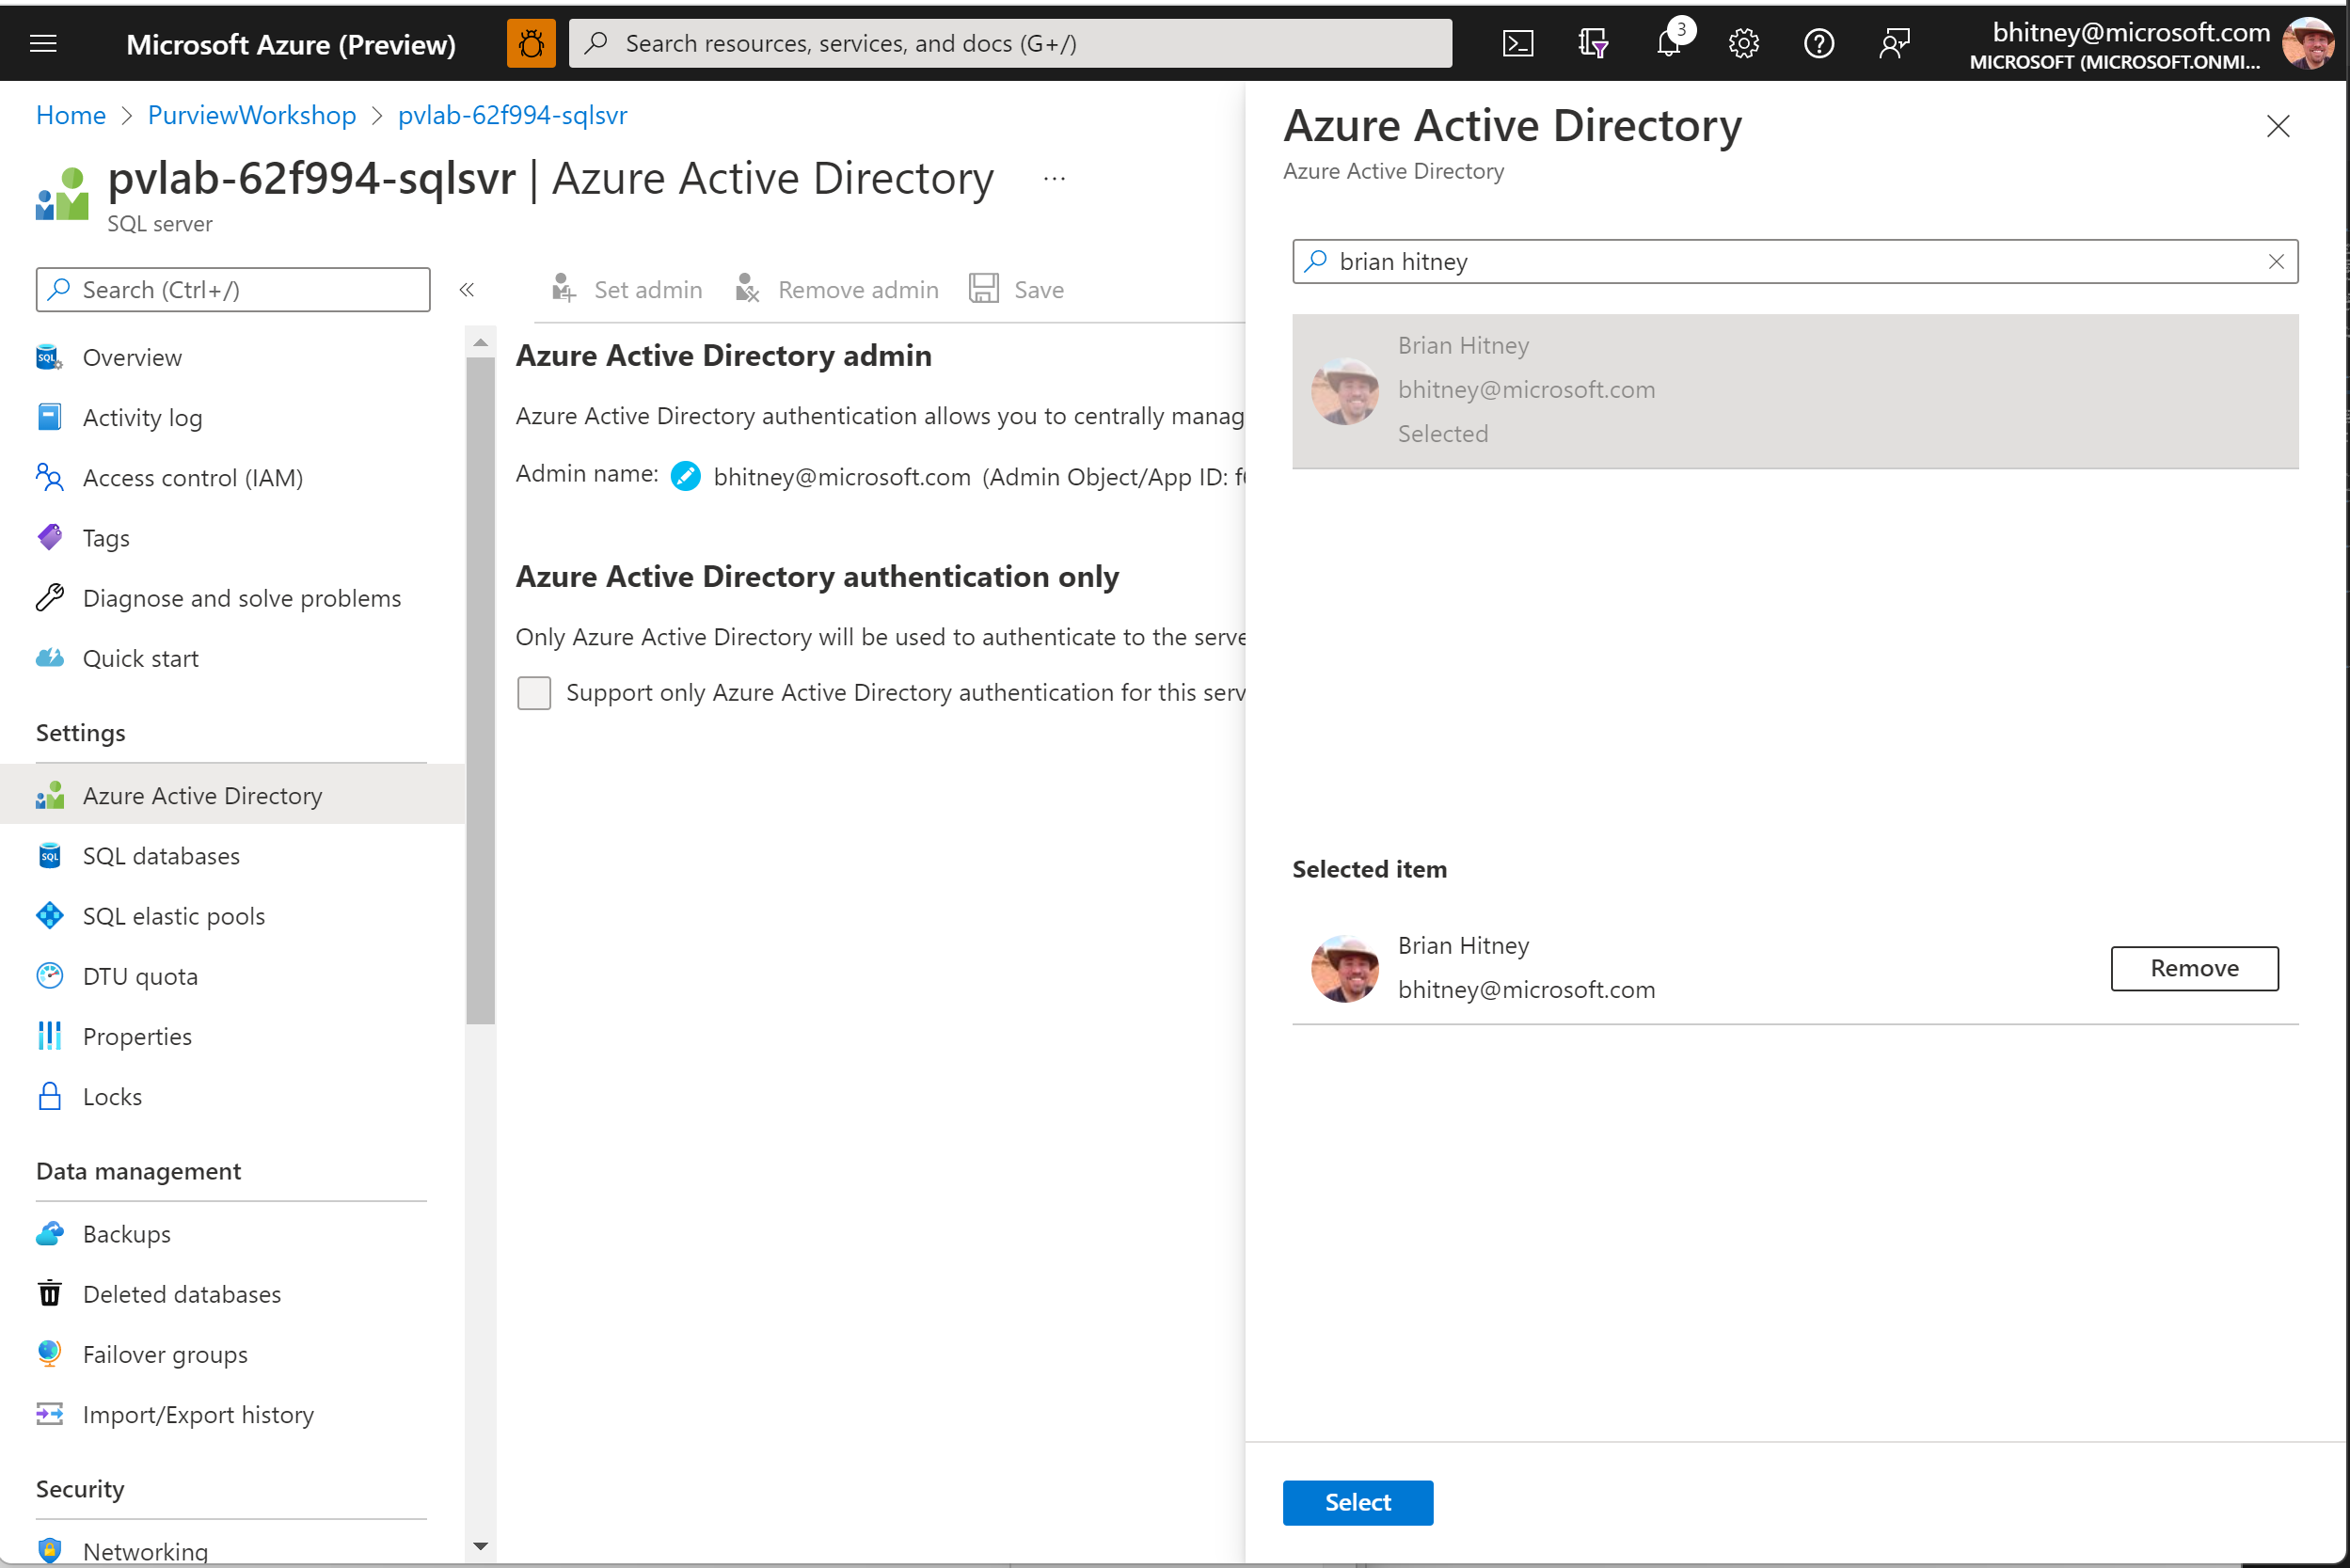 Microsoft Azure (Preview)
Search resources, services, and docs (G+/)
3
bhitney@microsoft.com
MICROSOFT (MICROSOFT.ONMI...
Home > PurviewWorkshop > pvlab-62f994-sqlsvr
pvlab-62f994-sqlsvr | Azure Active Directory ...
SQL server
Search (Ctrl+/)
«
Overview
Activity log
Access control (IAM)
Tags
Diagnose and solve problems
Quick start
Settings
Azure Active Directory
SQL databases
SQL elastic pools
DTU quota
Properties
Locks
Data management
Backups
Deleted databases
Failover groups
Import/Export history
Security
Networking
Set admin
Remove admin
Save
Azure Active Directory admin
Azure Active Directory authentication allows you to centrally manag
Admin name: bhitney@microsoft.com (Admin Object/App ID: f
Azure Active Directory authentication only
Only Azure Active Directory will be used to authenticate to the serve
Support only Azure Active Directory authentication for this serv
Azure Active Directory
Azure Active Directory
brian hitney
Brian Hitney
bhitney@microsoft.com
Selected
Selected item
Brian Hitney
bhitney@microsoft.com
Remove
Select